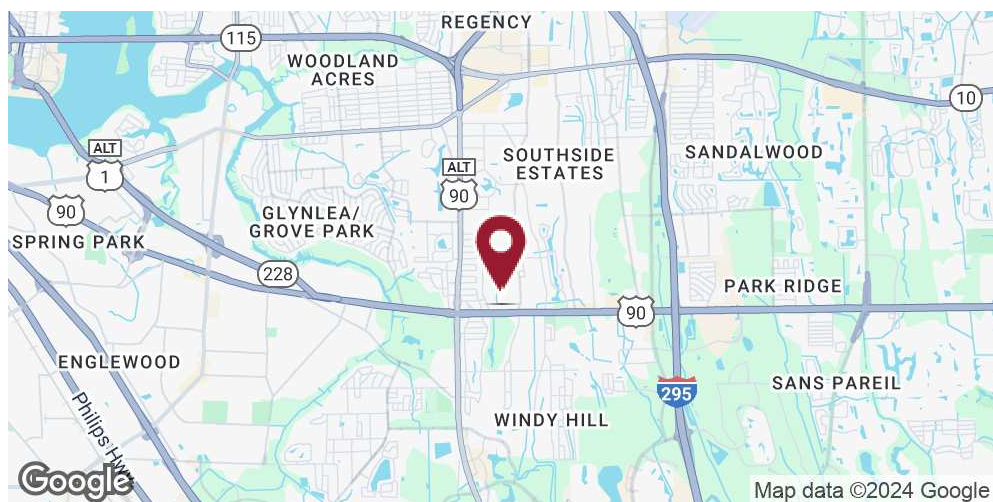 REGENCY
115
WOODLAND
ACRES
10
ALT
1
SOUTHSIDE
ESTATES
SANDALWOOD
ALT
90
90
GLYNLEA/
GROVE PARK
SPRING PARK
228
PARK RIDGE
90
ENGLEWOOD
SANS PAREIL
295
Philips Hwy
WINDY HILL
Google
Map data ©2024 Google